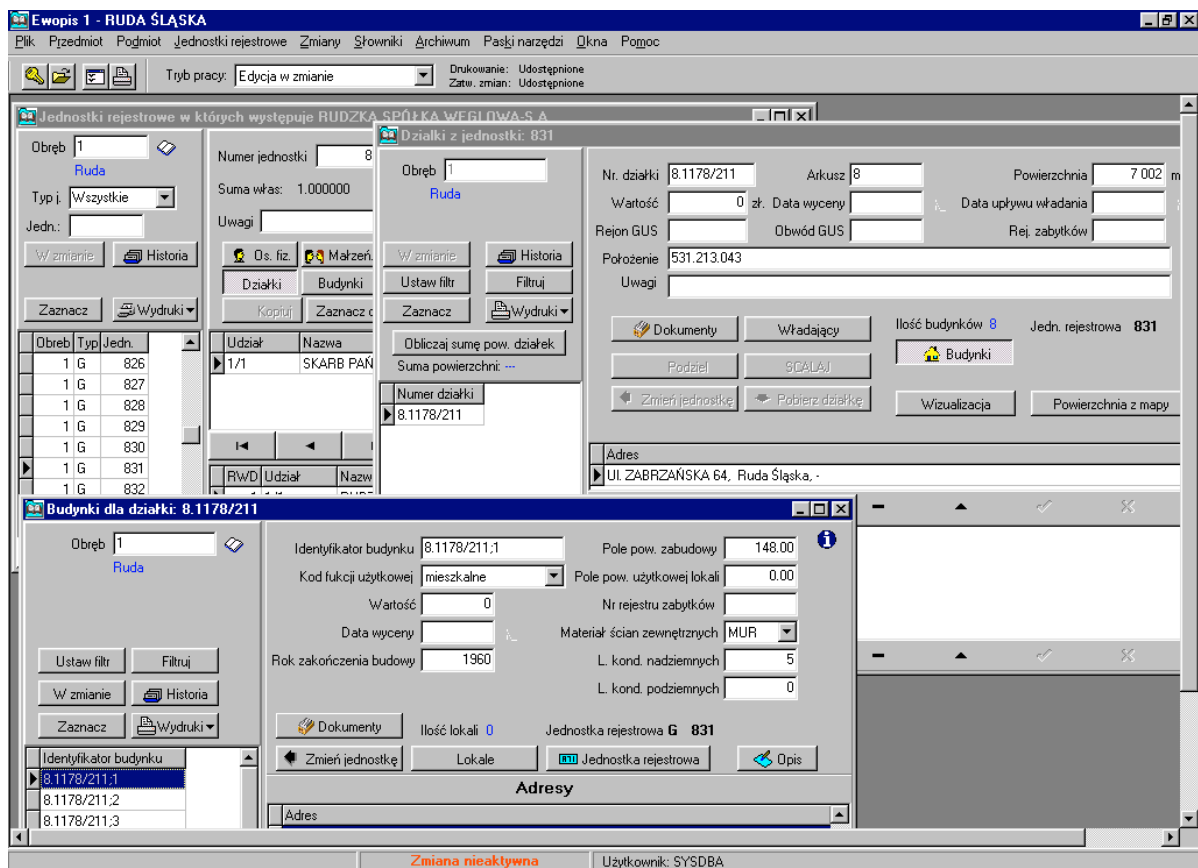 Ewopis 1 - RUDA ŚLĄSKA
Plik Przedmiot Podmiot Jednostki rejestrowe Zmiany Słowniki Archiwum Paski narzędzi Okna Pomoc
Tryb pracy: Edycja w zmianie
Drukowanie: Udostępnione
Zatw. zmian: Udostępnione
Jednostki rejestrowe w których występuje RUDZKA SPÓŁKA WĘGLOWA-S.A.
Obręb 1
Ruda
Typ j. Wszystkie
Jedn.:
W zmianie Historia
Zaznacz Wydruki
Obreb Typ Jedn.
1 G 826
1 G 827
1 G 828
1 G 829
1 G 830
1 G 831
1 G 832
Numer jednostki 8
Suma włas: 1.000000
Uwagi
Os. fiz. Małżeń.
Działki Budynki
Kopiuj Zaznacz
Udział Nazwa
1/1 SKARB PAŃ
RWD Udział Nazw
Działki z jednostki: 831
Obręb 1
Ruda
W zmianie Historia
Ustaw filtr Filtruj
Zaznacz Wydruki
Obliczaj sumę pow. działek
Suma powierzchni: ---
Numer działki
8.1178/211
Nr. działki 8.1178/211 Arkusz 8 Powierzchnia 7 002 m
Wartość 0 zł. Data wyceny Data upływu władania
Rejon GUS Obwód GUS Rej. zabytków
Położenie 531.213.043
Uwagi
Dokumenty Władający Ilość budynków 8 Jedn. rejestrowa 831
Podziel SCALAJ Budynki
Zmień jednostkę Pobierz działkę Wizualizacja Powierzchnia z mapy
Adres
Ul. ZABRZAŃSKA 64, Ruda Śląska, -
Budynki dla działki: 8.1178/211
Obręb 1
Ruda
Ustaw filtr Filtruj
W zmianie Historia
Zaznacz Wydruki
Identyfikator budynku
8.1178/211;1
8.1178/211;2
8.1178/211;3
Identyfikator budynku 8.1178/211;1 Pole pow. zabudowy 148.00
Kod fukcji użytkowej mieszkalne Pole pow. użytkowej lokali 0.00
Wartość 0 Nr rejestru zabytków
Data wyceny Materiał ścian zewnętrznych MUR
Rok zakończenia budowy 1960 L. kond. nadziemnych 5
L. kond. podziemnych 0
Dokumenty Ilość lokali 0 Jednostka rejestrowa G 831
Zmień jednostkę Lokale Jednostka rejestrowa Opis
Adresy
Adres
Zmiana nieaktywna Użytkownik: SYSDBA